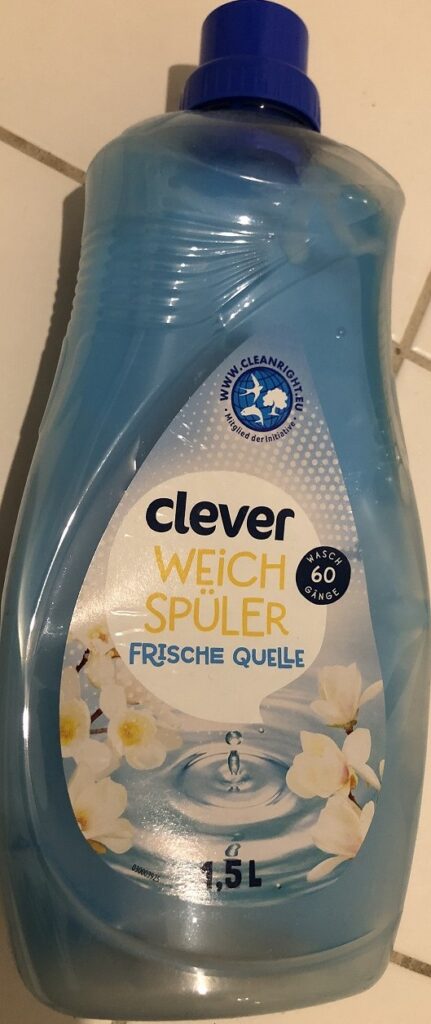 WWW.CLEANRIGHT.EU
• Mitglied der Initiative •
clever
WEiCH
SPÜLER
FRISCHE QUELLE
WASCH
60
GÄNGE
1,5 L